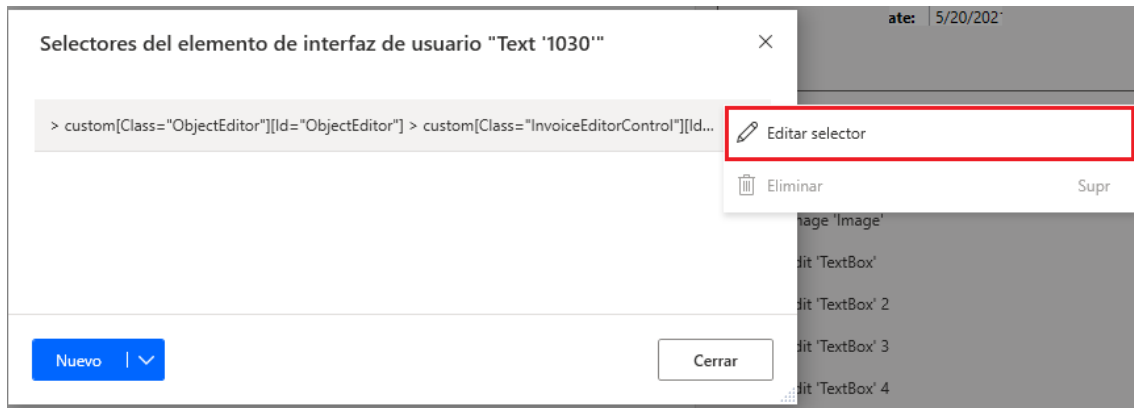 ate: 5/20/202
Selectores del elemento de interfaz de usuario "Text '1030'"
> custom[Class="ObjectEditor"][Id="ObjectEditor"] > custom[Class="InvoiceEditorControl"][Id...
Editar selector
Eliminar Supr
nage 'Image'
dit 'TextBox'
dit 'TextBox' 2
dit 'TextBox' 3
dit 'TextBox' 4
Nuevo
Cerrar